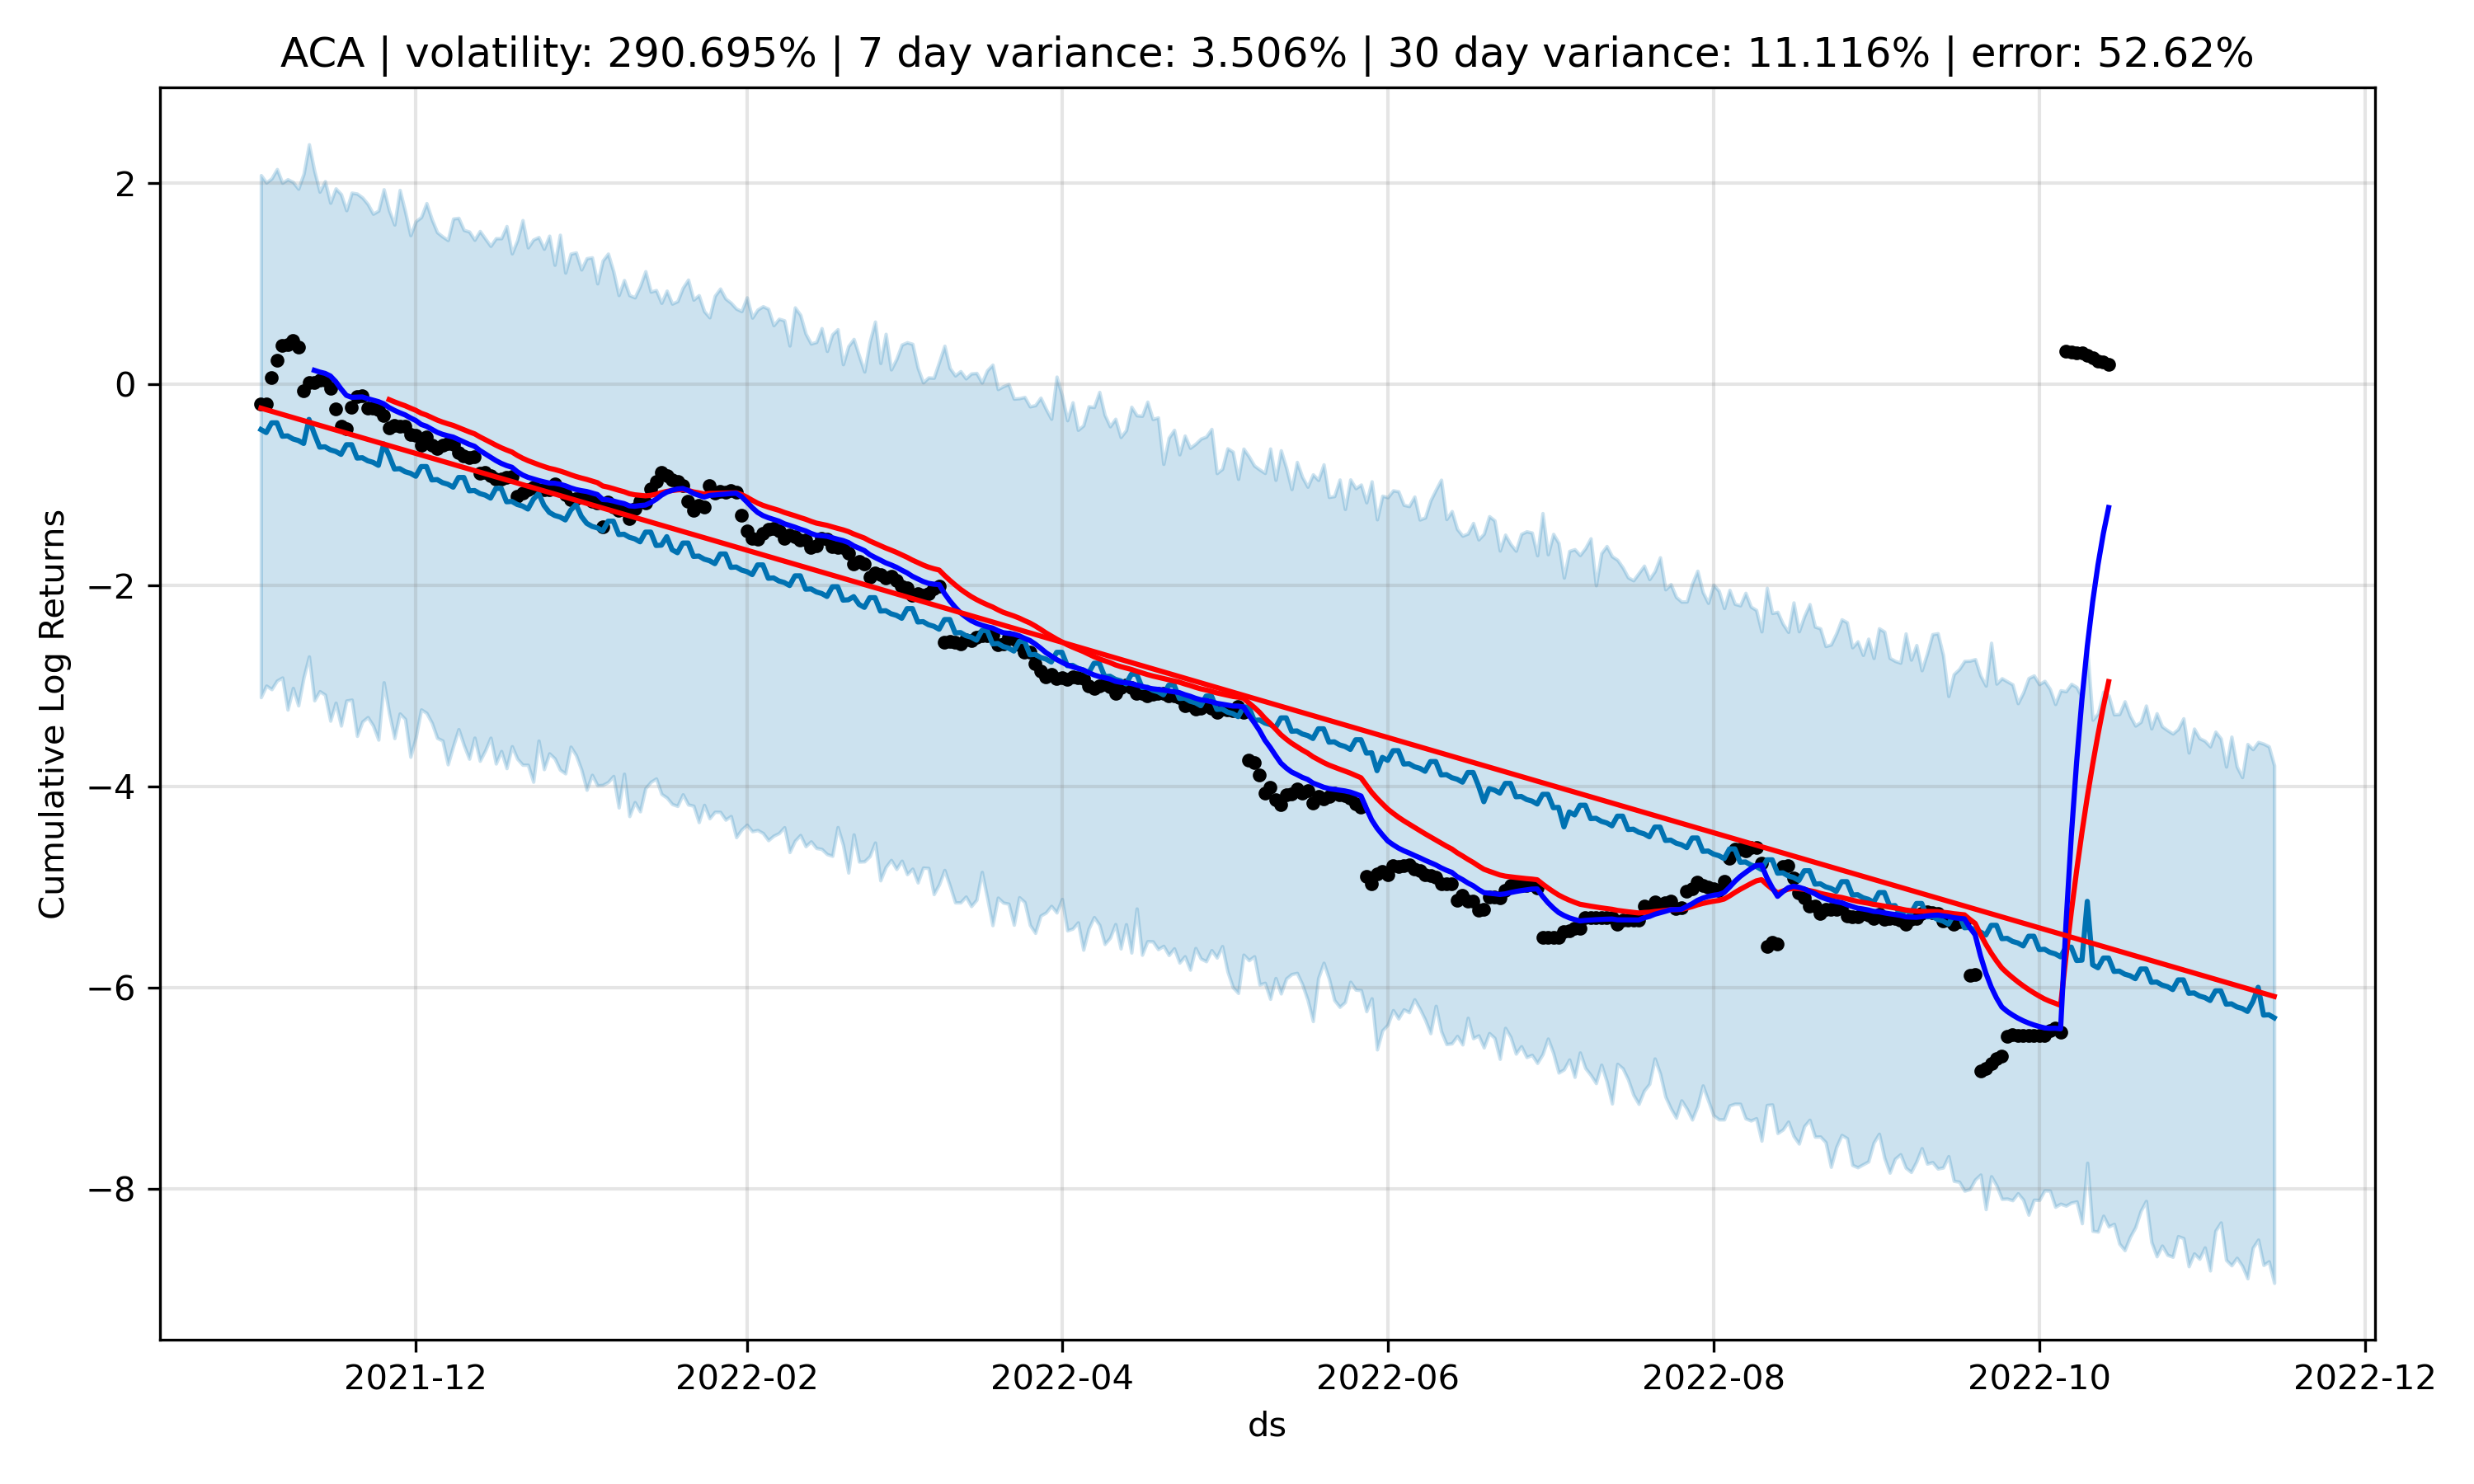 ACA | volatility: 290.695% | 7 day variance: 3.506% | 30 day variance: 11.116% | error: 52.62%
Cumulative Log Returns
2
0
−2
−4
−6
−8
2021-12 2022-02 2022-04 2022-06 2022-08 2022-10 2022-12
ds